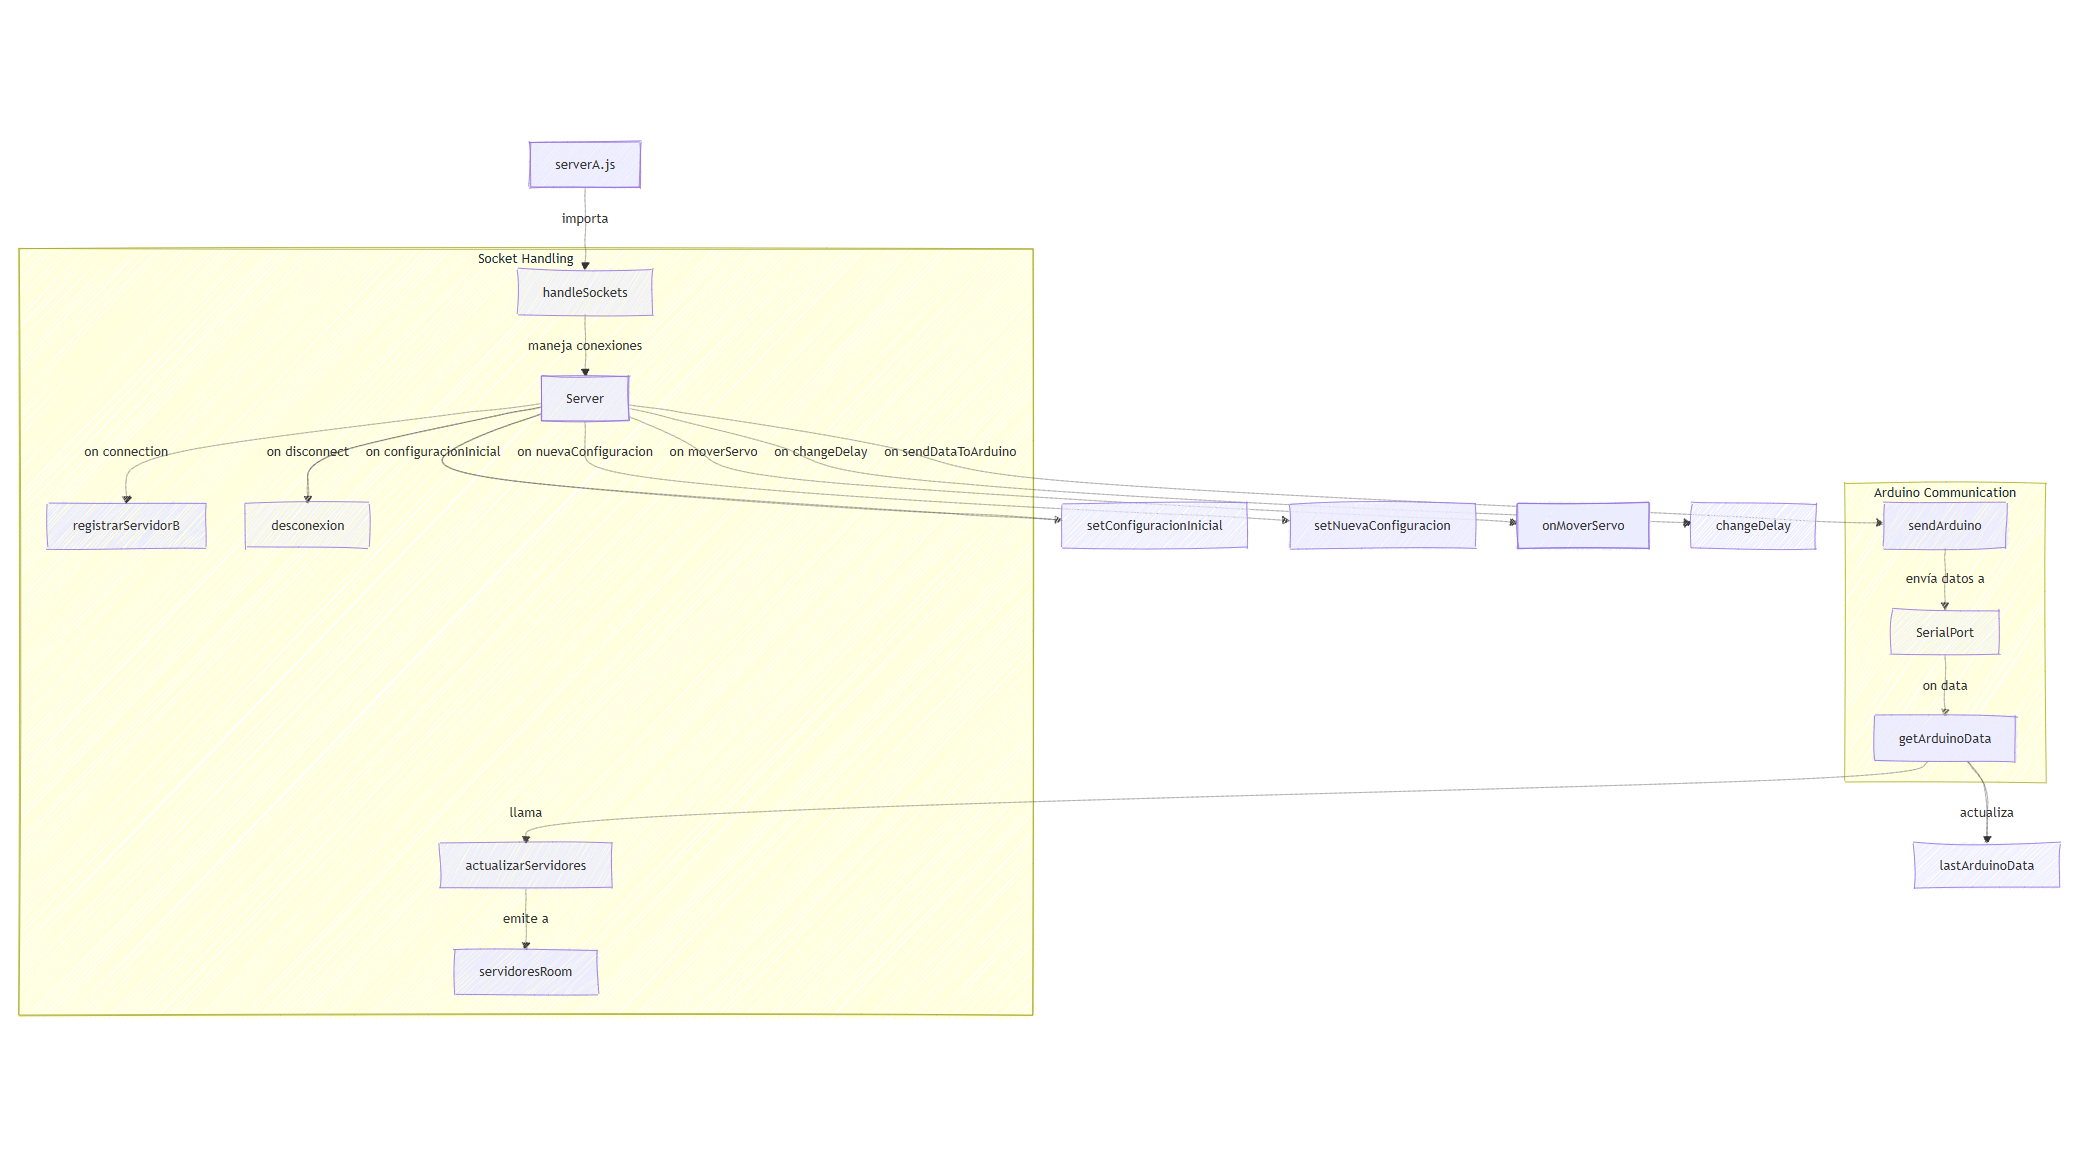 serverA.js
importa
Socket Handling
handleSockets
maneja conexiones
Server
on connection
on disconnect
on configuracionInicial
on nuevaConfiguracion
on moverServo
on changeDelay
on sendDataToArduino
Arduino Communication
registrarServidorB
desconexion
setConfiguracionInicial
setNuevaConfiguracion
onMoverServo
changeDelay
sendArduino
envía datos a
SerialPort
on data
getArduinoData
llama
actualiza
actualizarServidores
lastArduinoData
emite a
servidoresRoom